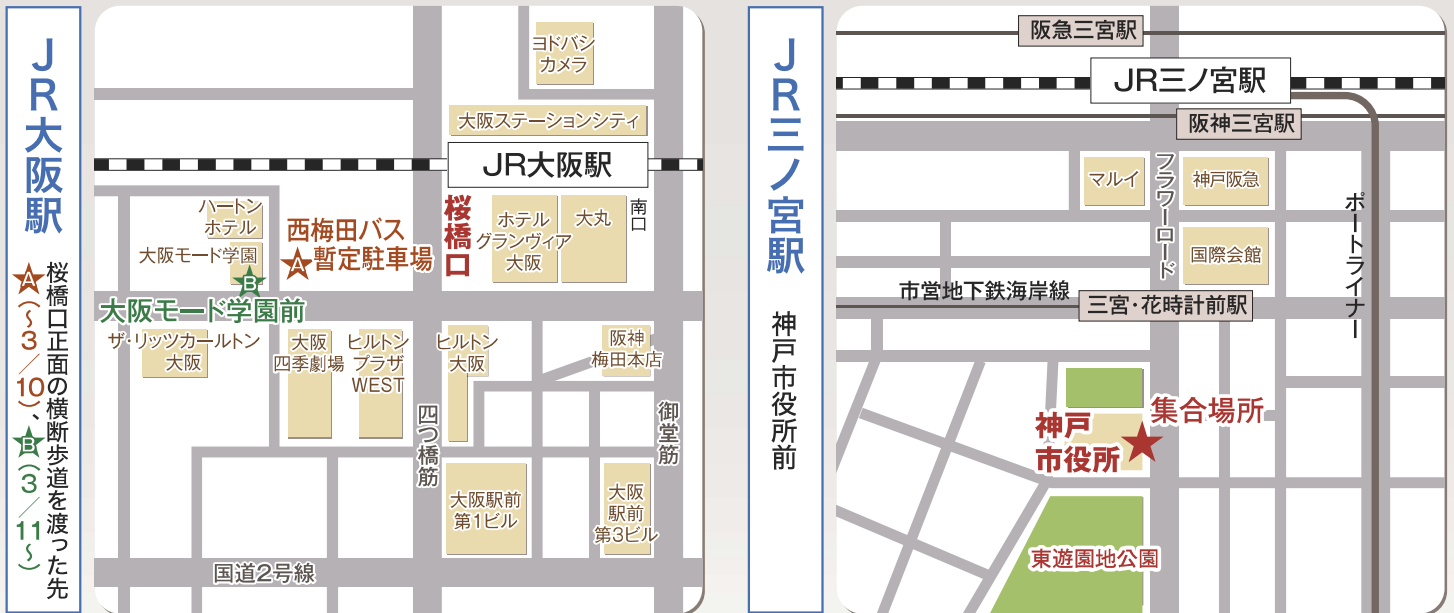 JR大阪駅
桜橋口正面の横断歩道を渡った先
A(〜3／10)、B(3／11〜)
ヨドバシ
カメラ
大阪ステーションシティ
JR大阪駅
ハートン
ホテル
大阪モード学園
B
大阪モード学園前
西梅田バス
A暫定駐車場
桜橋口
ホテル
グランヴィア
大阪
大丸
南口
ザ・リッツカールトン
大阪
大阪
四季劇場
ヒルトン
プラザ
WEST
ヒルトン
大阪
阪神
梅田本店
四つ橋筋
御堂筋
大阪駅前
第1ビル
大阪
駅前
第3ビル
国道2号線
JR三ノ宮駅
神戸市役所前
阪急三宮駅
JR三ノ宮駅
阪神三宮駅
マルイ
フラワーロード
神戸阪急
国際会館
ポートライナー
市営地下鉄海岸線
三宮・花時計前駅
集合場所
神戸
市役所
東遊園地公園